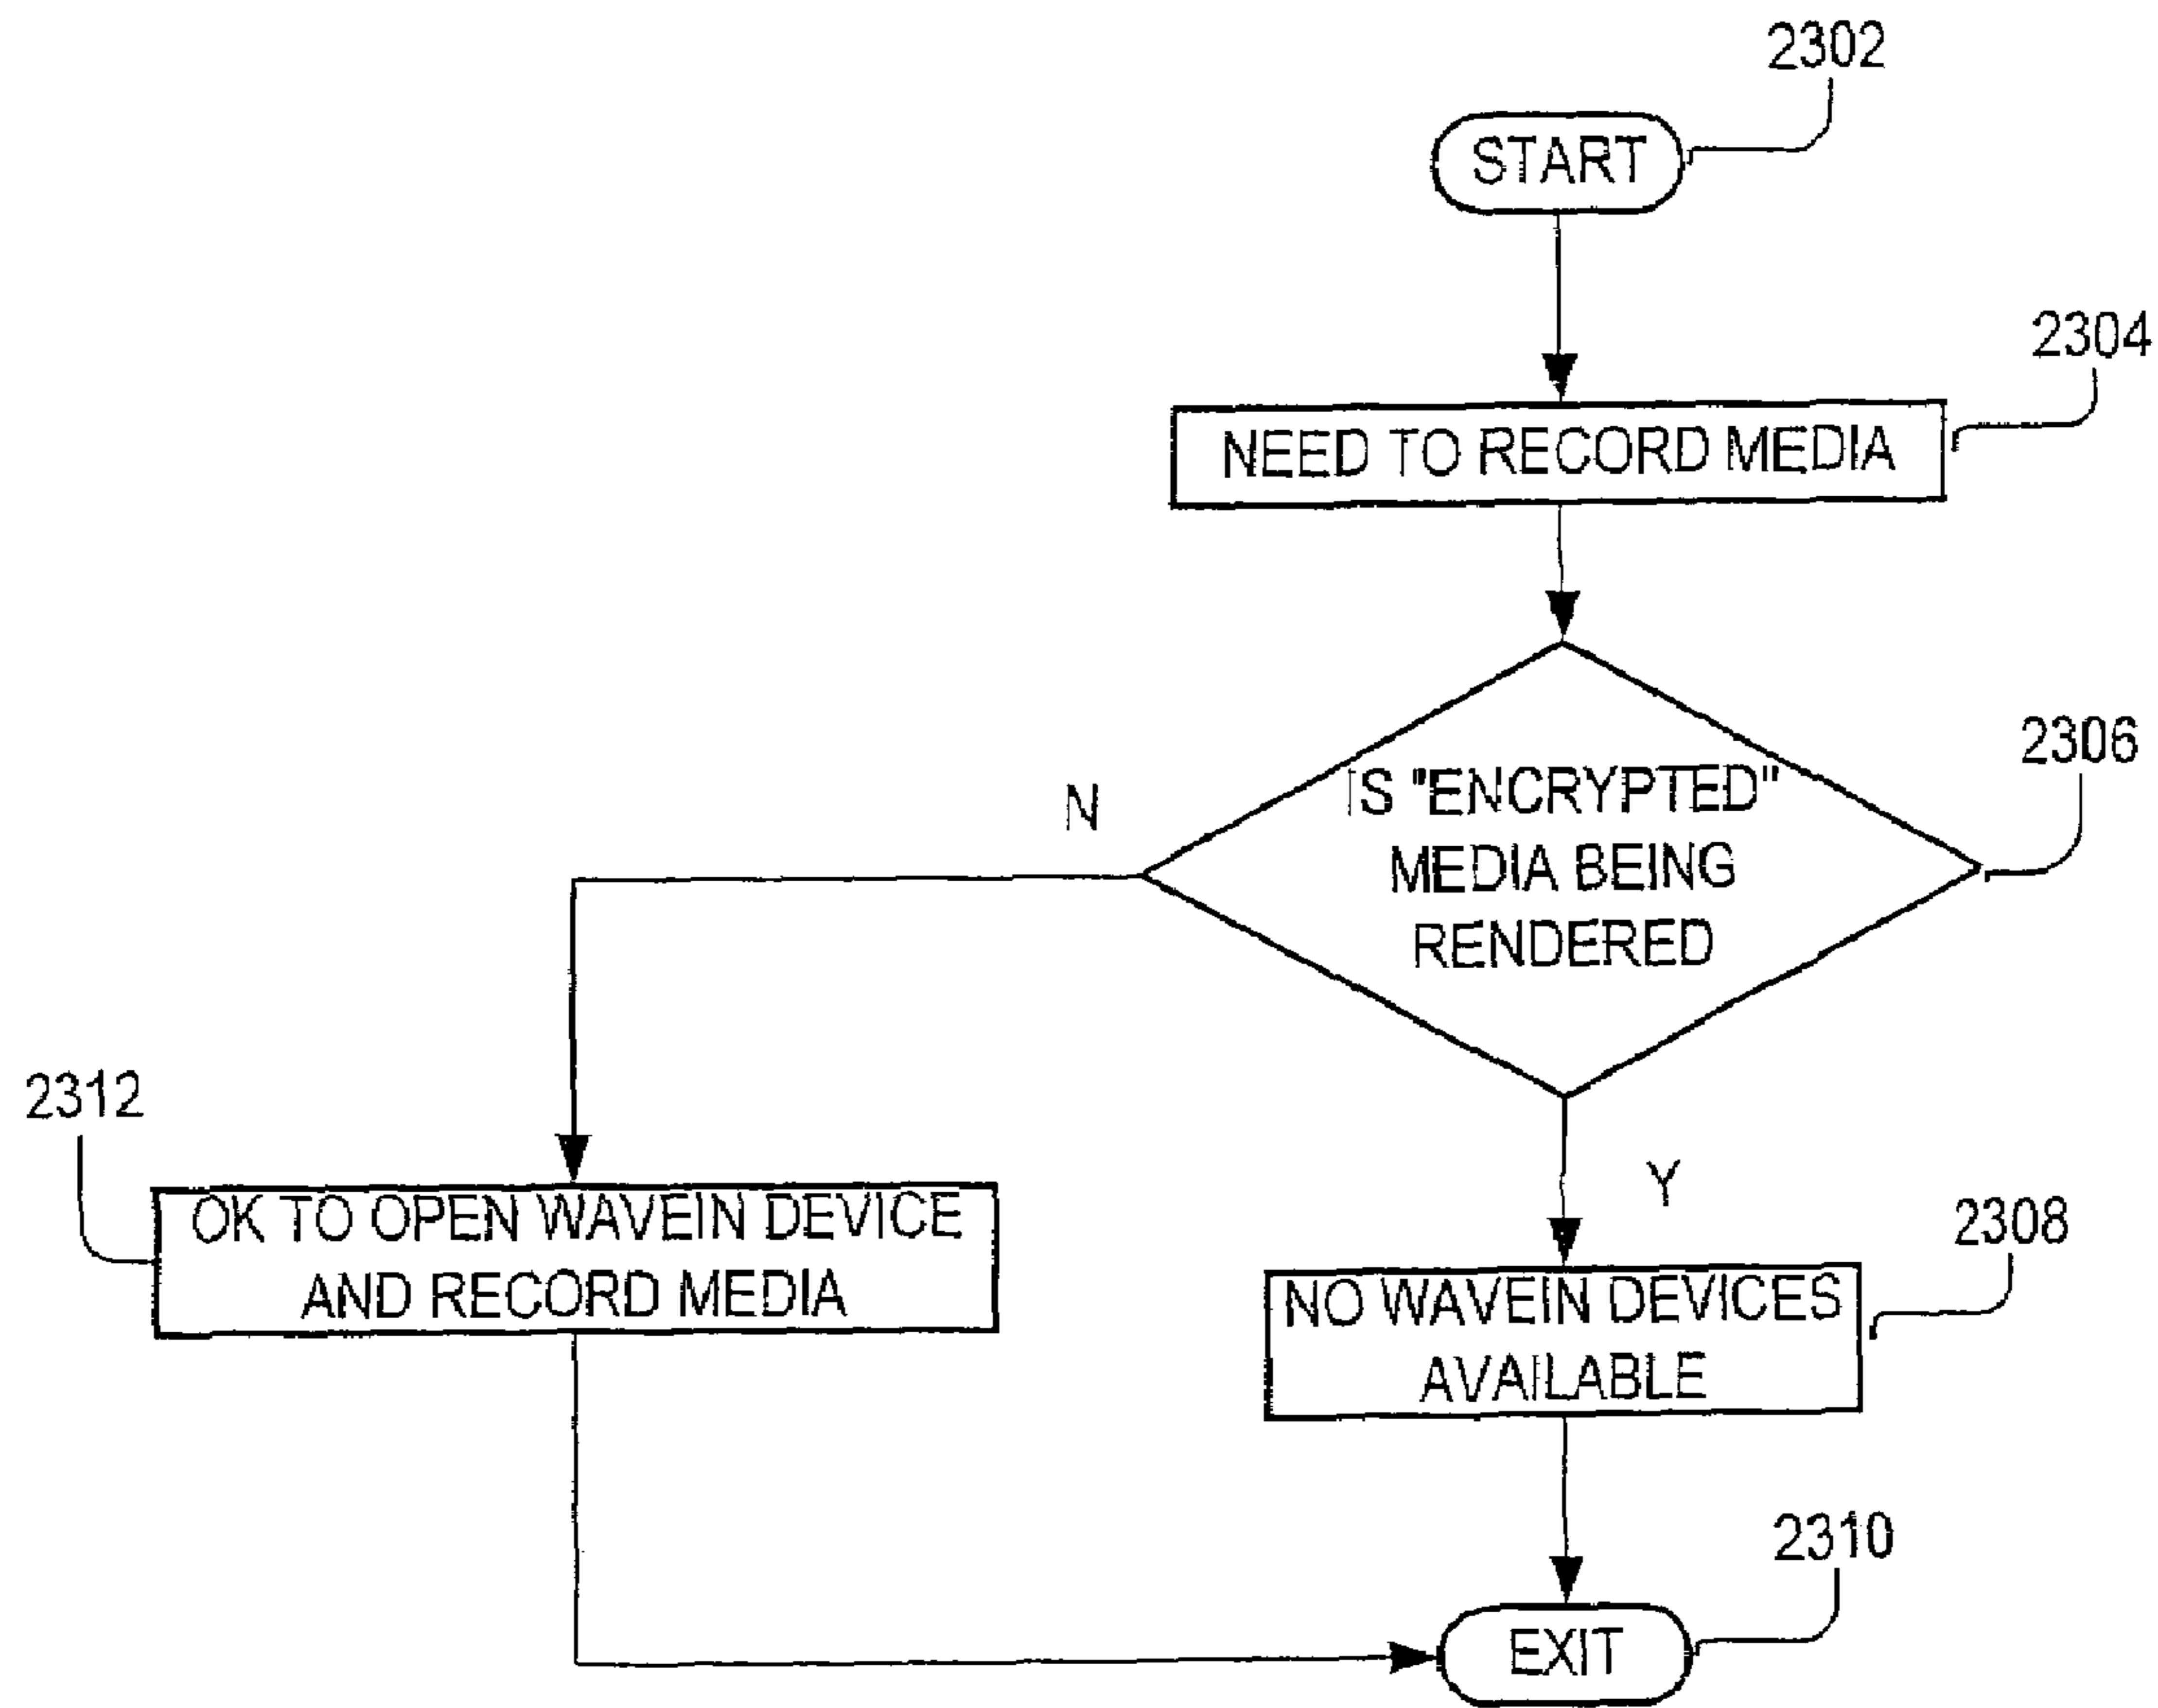 2302
START
2304
NEED TO RECORD MEDIA
2306
IS "ENCRYPTED"
MEDIA BEING
RENDERED
N
Y
2312
OK TO OPEN WAVEIN DEVICE
AND RECORD MEDIA
2308
NO WAVEIN DEVICES
AVAILABLE
2310
EXIT